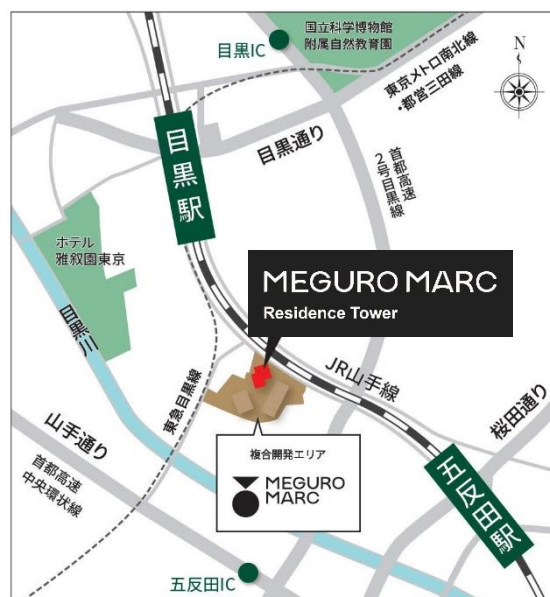 国立科学博物館
附属自然教育園
目黒IC
N
東京メトロ南北線
・都営三田線
目黒通り
首都高速
2号目黒線
目黒駅
ホテル
雅叙園東京
MEGURO MARC
Residence Tower
目黒川
JR山手線
東急目黒線
桜田通り
山手通り
複合開発エリア
MEGURO
MARC
首都高速
中央環状線
五反田駅
五反田IC